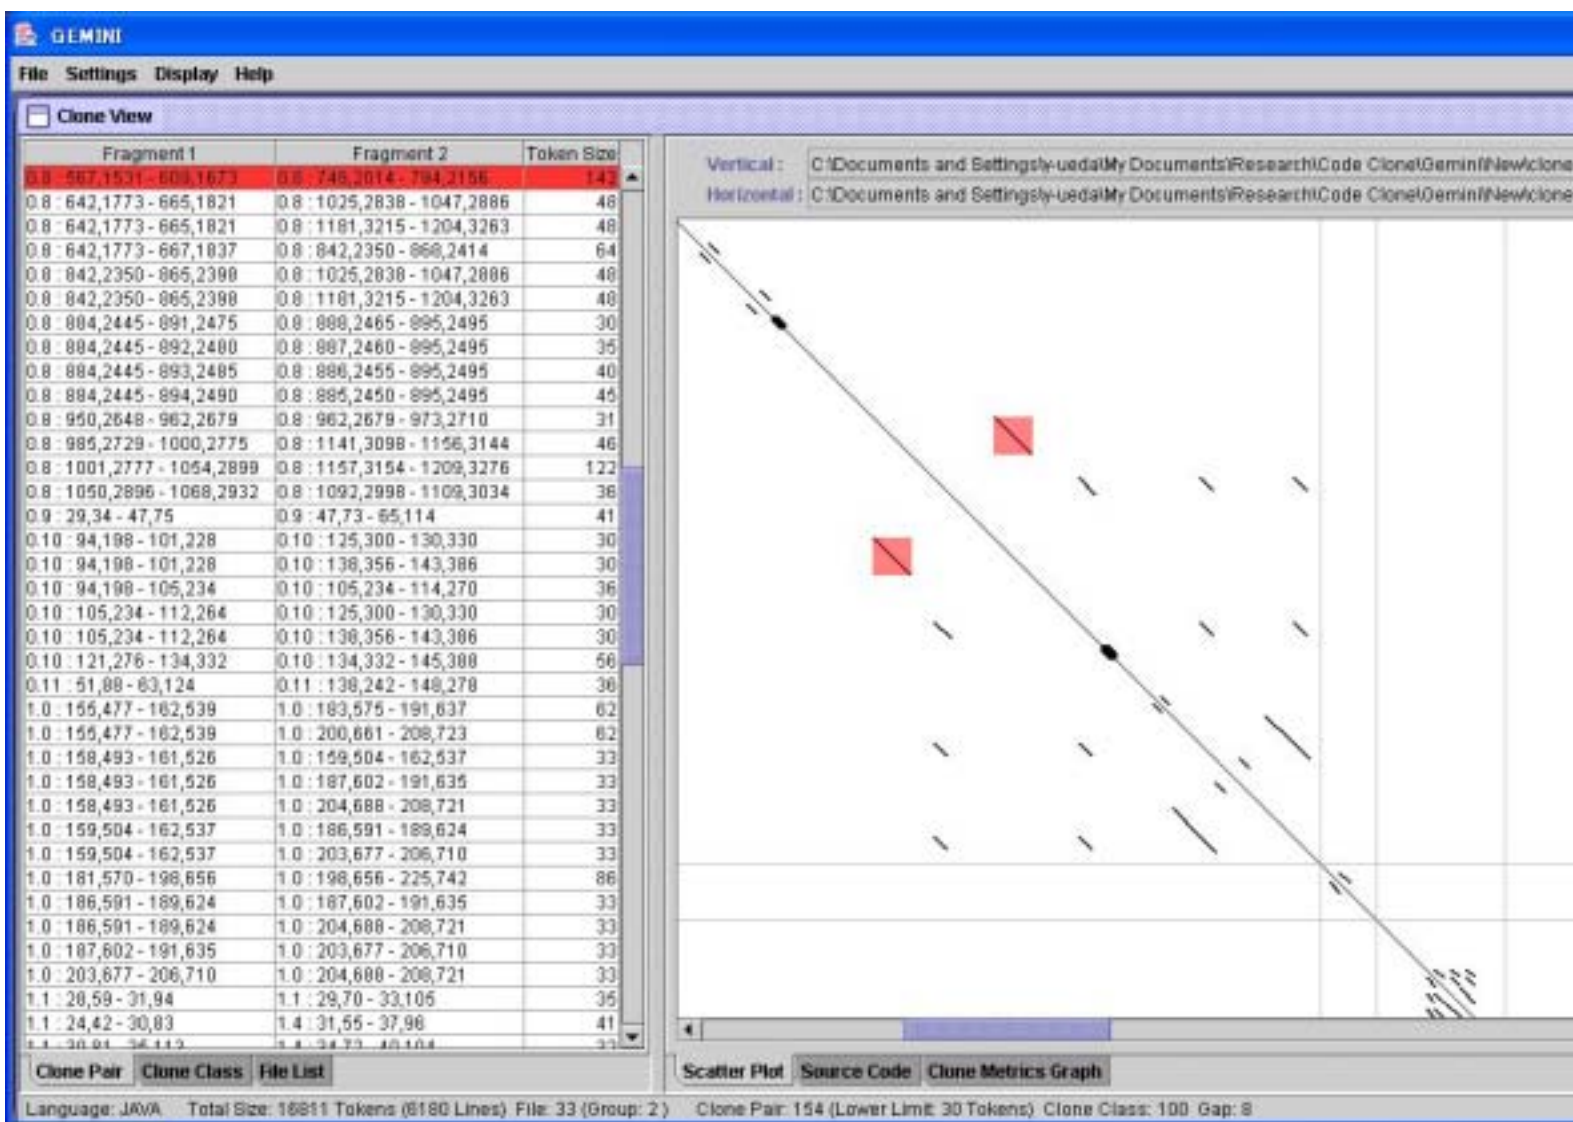 GEMINI
File Settings Display Help
Clone View
Fragment 1 Fragment 2 Token Size
0.8 : 567,1531 - 609,1673 0.8 : 748,2014 - 794,2156 142
0.8 : 642,1773 - 665,1821 0.8 : 1025,2838 - 1047,2886 48
0.8 : 642,1773 - 665,1821 0.8 : 1181,3215 - 1204,3263 48
0.8 : 642,1773 - 667,1837 0.8 : 842,2350 - 868,2414 64
0.8 : 842,2350 - 865,2398 0.8 : 1025,2838 - 1047,2886 48
0.8 : 842,2350 - 865,2398 0.8 : 1181,3215 - 1204,3263 48
0.8 : 884,2445 - 891,2475 0.8 : 888,2465 - 895,2495 30
0.8 : 884,2445 - 892,2480 0.8 : 887,2460 - 895,2495 35
0.8 : 884,2445 - 893,2485 0.8 : 886,2455 - 895,2495 40
0.8 : 884,2445 - 894,2490 0.8 : 885,2450 - 895,2495 45
0.8 : 950,2648 - 962,2679 0.8 : 962,2679 - 973,2710 31
0.8 : 985,2729 - 1000,2775 0.8 : 1141,3098 - 1156,3144 46
0.8 : 1001,2777 - 1054,2899 0.8 : 1157,3154 - 1209,3276 122
0.8 : 1050,2896 - 1068,2932 0.8 : 1092,2998 - 1109,3034 36
0.9 : 29,34 - 47,75 0.9 : 47,73 - 65,114 41
0.10 : 94,198 - 101,228 0.10 : 125,300 - 130,330 30
0.10 : 94,198 - 101,228 0.10 : 138,356 - 143,386 30
0.10 : 94,198 - 105,234 0.10 : 105,234 - 114,270 36
0.10 : 105,234 - 112,264 0.10 : 125,300 - 130,330 30
0.10 : 105,234 - 112,264 0.10 : 138,356 - 143,386 30
0.10 : 121,276 - 134,332 0.10 : 134,332 - 145,388 56
0.11 : 51,88 - 63,124 0.11 : 138,242 - 148,278 36
1.0 : 155,477 - 162,539 1.0 : 183,575 - 191,637 62
1.0 : 155,477 - 162,539 1.0 : 200,661 - 208,723 62
1.0 : 158,493 - 161,526 1.0 : 159,504 - 162,537 33
1.0 : 158,493 - 161,526 1.0 : 187,602 - 191,635 33
1.0 : 158,493 - 161,526 1.0 : 204,688 - 208,721 33
1.0 : 159,504 - 162,537 1.0 : 186,591 - 189,624 33
1.0 : 159,504 - 162,537 1.0 : 203,677 - 206,710 33
1.0 : 181,570 - 198,656 1.0 : 198,656 - 225,742 86
1.0 : 186,591 - 189,624 1.0 : 187,602 - 191,635 33
1.0 : 186,591 - 189,624 1.0 : 204,688 - 208,721 33
1.0 : 187,602 - 191,635 1.0 : 203,677 - 206,710 33
1.0 : 203,677 - 206,710 1.0 : 204,688 - 208,721 33
1.1 : 28,59 - 31,94 1.1 : 29,70 - 33,105 35
1.1 : 24,42 - 30,83 1.4 : 31,55 - 37,96 41
Clone Pair Clone Class File List
Vertical : C:\Documents and Settings\y-ueda\My Documents\Research\Code Clone\Gemini\New\clone
Horizontal : C:\Documents and Settings\y-ueda\My Documents\Research\Code Clone\Gemini\New\clone
Scatter Plot Source Code Clone Metrics Graph
Language: JAVA Total Size: 16811 Tokens (6180 Lines) File: 33 (Group: 2 ) Clone Pair: 154 (Lower Limit: 30 Tokens) Clone Class: 100 Gap: 8